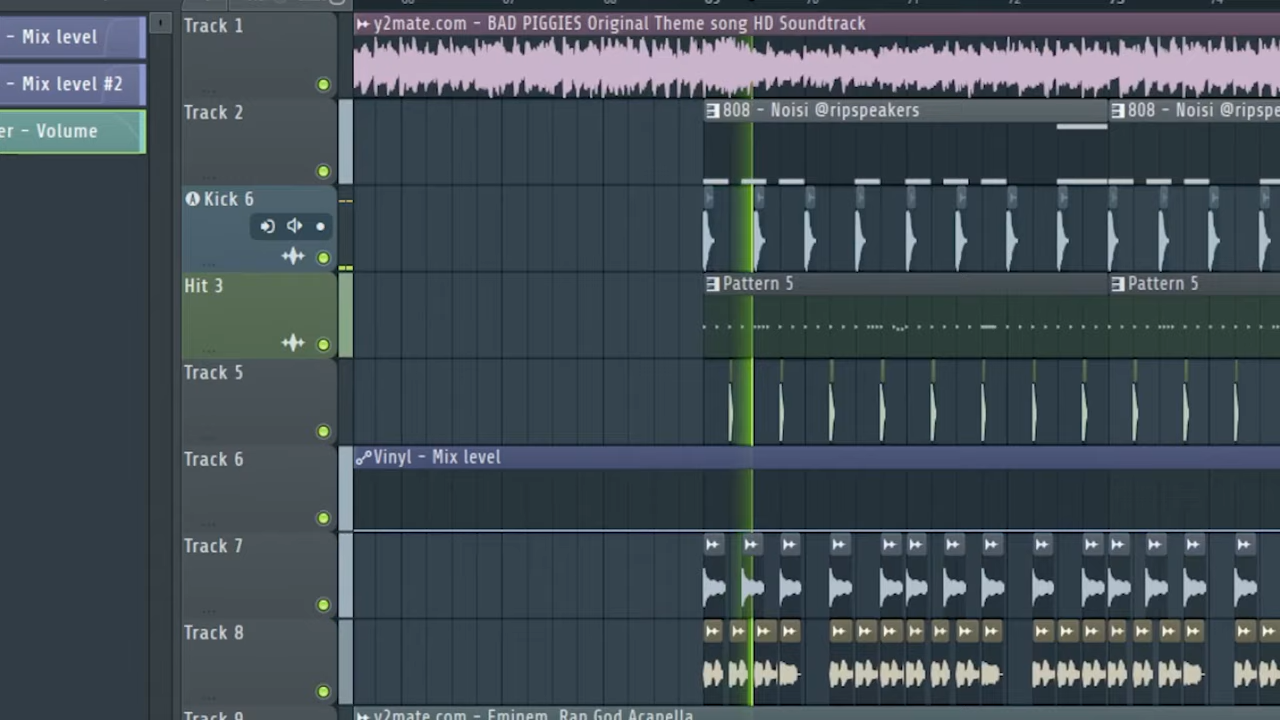 - Mix level
- Mix level #2
er - Volume
Track 1
y2mate.com - BAD PIGGIES Original Theme song HD Soundtrack
Track 2
808 - Noisi @ripspeakers
808 - Noisi @ripspe
Kick 6
Hit 3
Pattern 5
Pattern 5
Track 5
Track 6
Vinyl - Mix level
Track 7
Track 8
Track 9
y2mate.com - Eminem Rap God Acapella